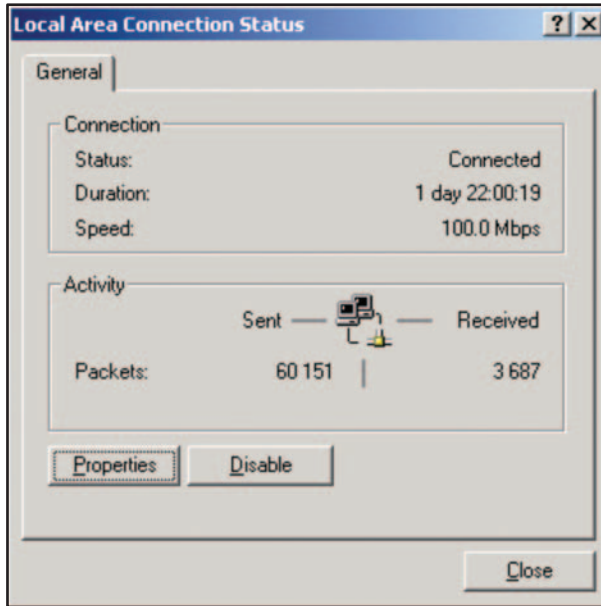 Local Area Connection Status
General
Connection
Status: Connected
Duration: 1 day 22:00:19
Speed: 100.0 Mbps
Activity
Sent Received
Packets: 60 151 3 687
Properties Disable
Close